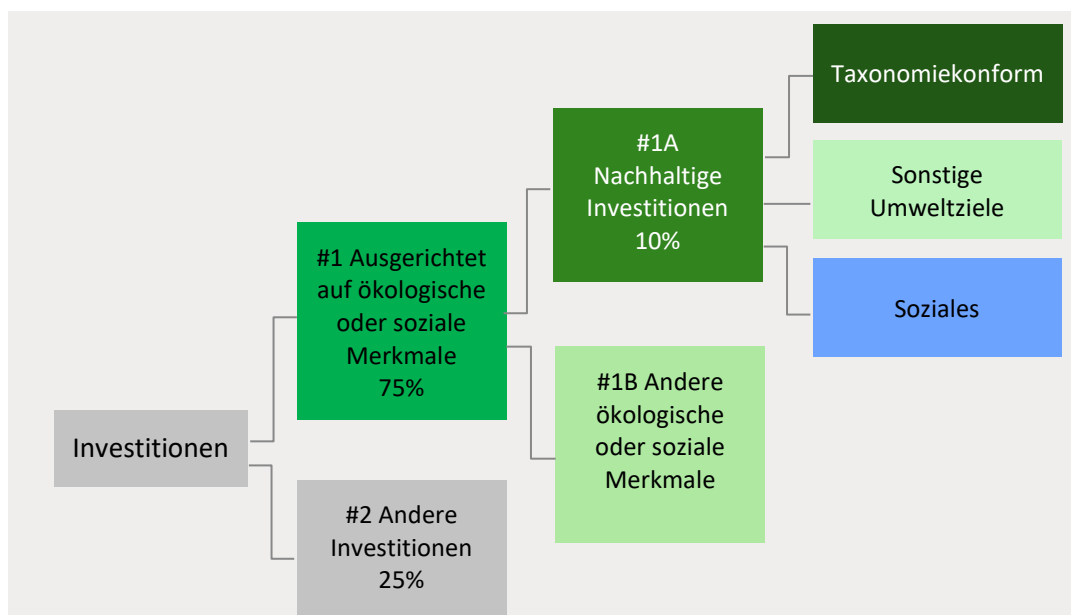 Investitionen
#1 Ausgerichtet
auf ökologische
oder soziale
Merkmale
75%
#2 Andere
Investitionen
25%
#1A
Nachhaltige
Investitionen
10%
#1B Andere
ökologische
oder soziale
Merkmale
Taxonomiekonform
Sonstige
Umweltziele
Soziales